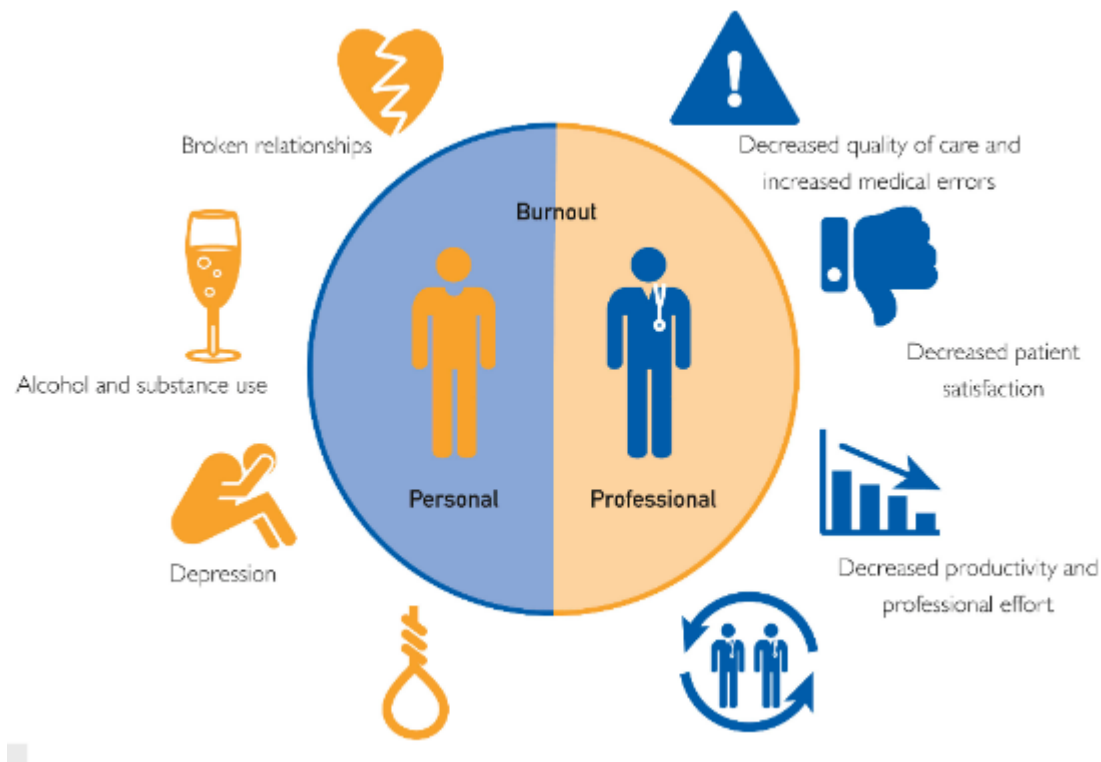 Broken relationships
Decreased quality of care and
increased medical errors
Burnout
Alcohol and substance use
Decreased patient
satisfaction
Personal
Professional
Depression
Decreased productivity and
professional effort